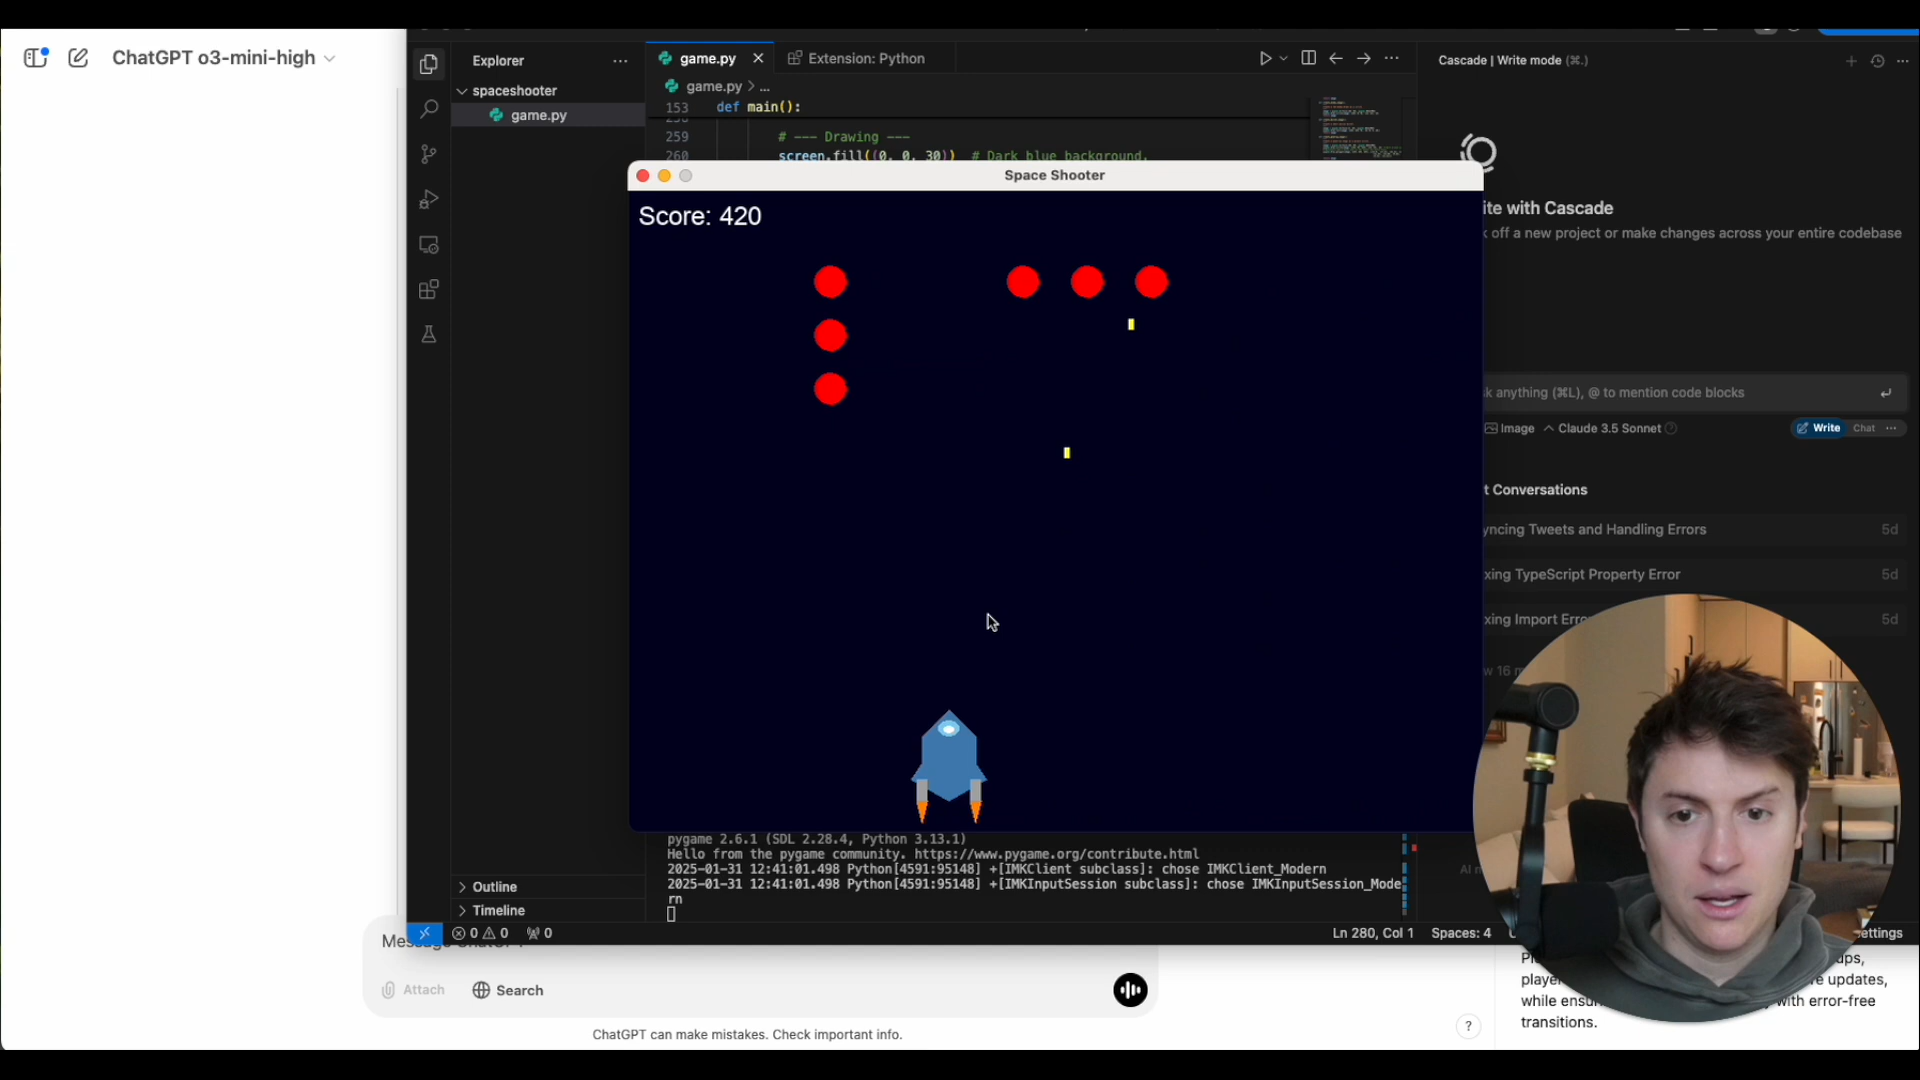 ChatGPT o3-mini-high
Explorer
spaceshooter
game.py
Outline
Timeline
game.py
Extension: Python
game.py > ...
153 def main():
259 # --- Drawing ---
260 screen.fill((0, 0, 30)) # Dark blue background.
Space Shooter
Score: 420
pygame 2.6.1 (SDL 2.28.4, Python 3.13.1)
Hello from the pygame community. https://www.pygame.org/contribute.html
2025-01-31 12:41:01.498 Python[4591:95148] +[IMKClient subclass]: chose IMKClient_Modern
2025-01-31 12:41:01.498 Python[4591:95148] +[IMKInputSession subclass]: chose IMKInputSession_Mode
rn
0 0 0
Ln 280, Col 1 Spaces: 4
ettings
Cascade | Write mode (⌘.)
ite with Cascade
k off a new project or make changes across your entire codebase
k anything (⌘L), @ to mention code blocks
Image Claude 3.5 Sonnet Write Chat
t Conversations
yncing Tweets and Handling Errors 5d
xing TypeScript Property Error 5d
xing Import Erro 5d
w 16 m
Attach Search
ChatGPT can make mistakes. Check important info.
?
ups,
player e updates,
while ensu with error-free
transitions.